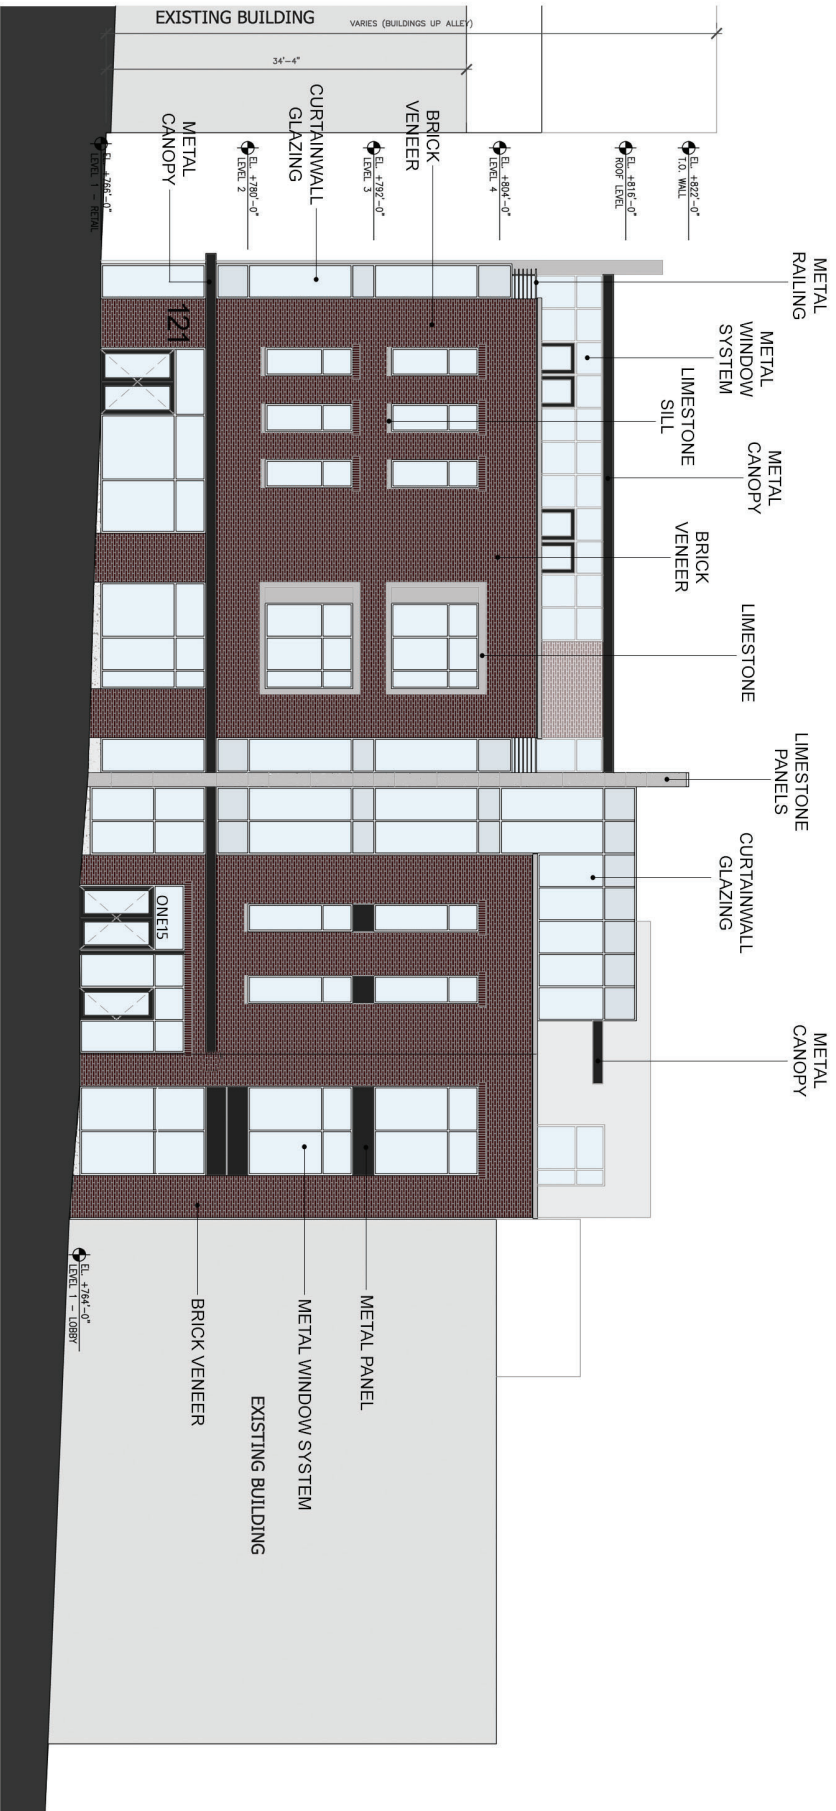 METAL
RAILING
METAL
WINDOW
SYSTEM
LIMESTONE
SILL
METAL
CANOPY
BRICK
VENEER
LIMESTONE
LIMESTONE
PANELS
CURTAINWALL
GLAZING
METAL
CANOPY
BRICK
VENEER
CURTAINWALL
GLAZING
METAL
CANOPY
EL. +822'-0"
T.O. WALL
EL. +816'-0"
ROOF LEVEL
EL. +804'-0"
LEVEL 4
EL. +792'-0"
LEVEL 3
EL. +780'-0"
LEVEL 2
EL. +766'-0"
LEVEL 1 - RETAIL
VARIES (BUILDINGS UP ALLEY)
34'-4"
EXISTING BUILDING
121
ONE15
METAL PANEL
METAL WINDOW SYSTEM
EXISTING BUILDING
BRICK VENEER
EL. +764'-0"
LEVEL 1 - LOBBY